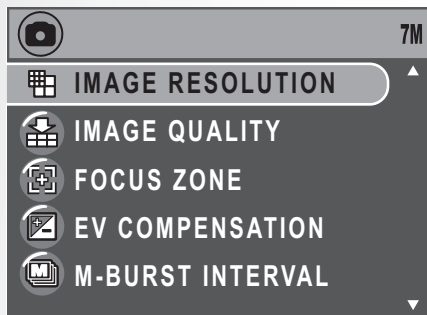 7M
IMAGE RESOLUTION
IMAGE QUALITY
FOCUS ZONE
EV COMPENSATION
M-BURST INTERVAL